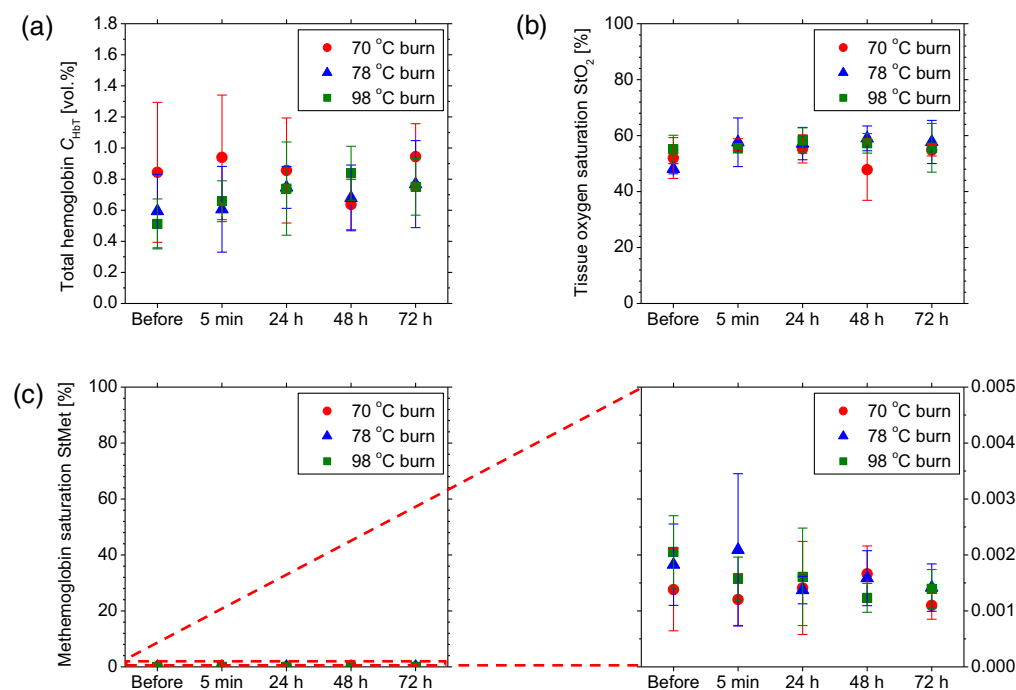 (a)
Total hemoglobin C_HbT [vol.%]
1.8
1.6
1.4
1.2
1.0
0.8
0.6
0.4
0.2
0.0
Before 5 min 24 h 48 h 72 h
70 °C burn
78 °C burn
98 °C burn
(b)
Tissue oxygen saturation StO₂ [%]
100
80
60
40
20
0
Before 5 min 24 h 48 h 72 h
70 °C burn
78 °C burn
98 °C burn
(c)
Methemoglobin saturation StMet [%]
100
80
60
40
20
0
Before 5 min 24 h 48 h 72 h
70 °C burn
78 °C burn
98 °C burn
70 °C burn
78 °C burn
98 °C burn
0.005
0.004
0.003
0.002
0.001
0.000
Before 5 min 24 h 48 h 72 h